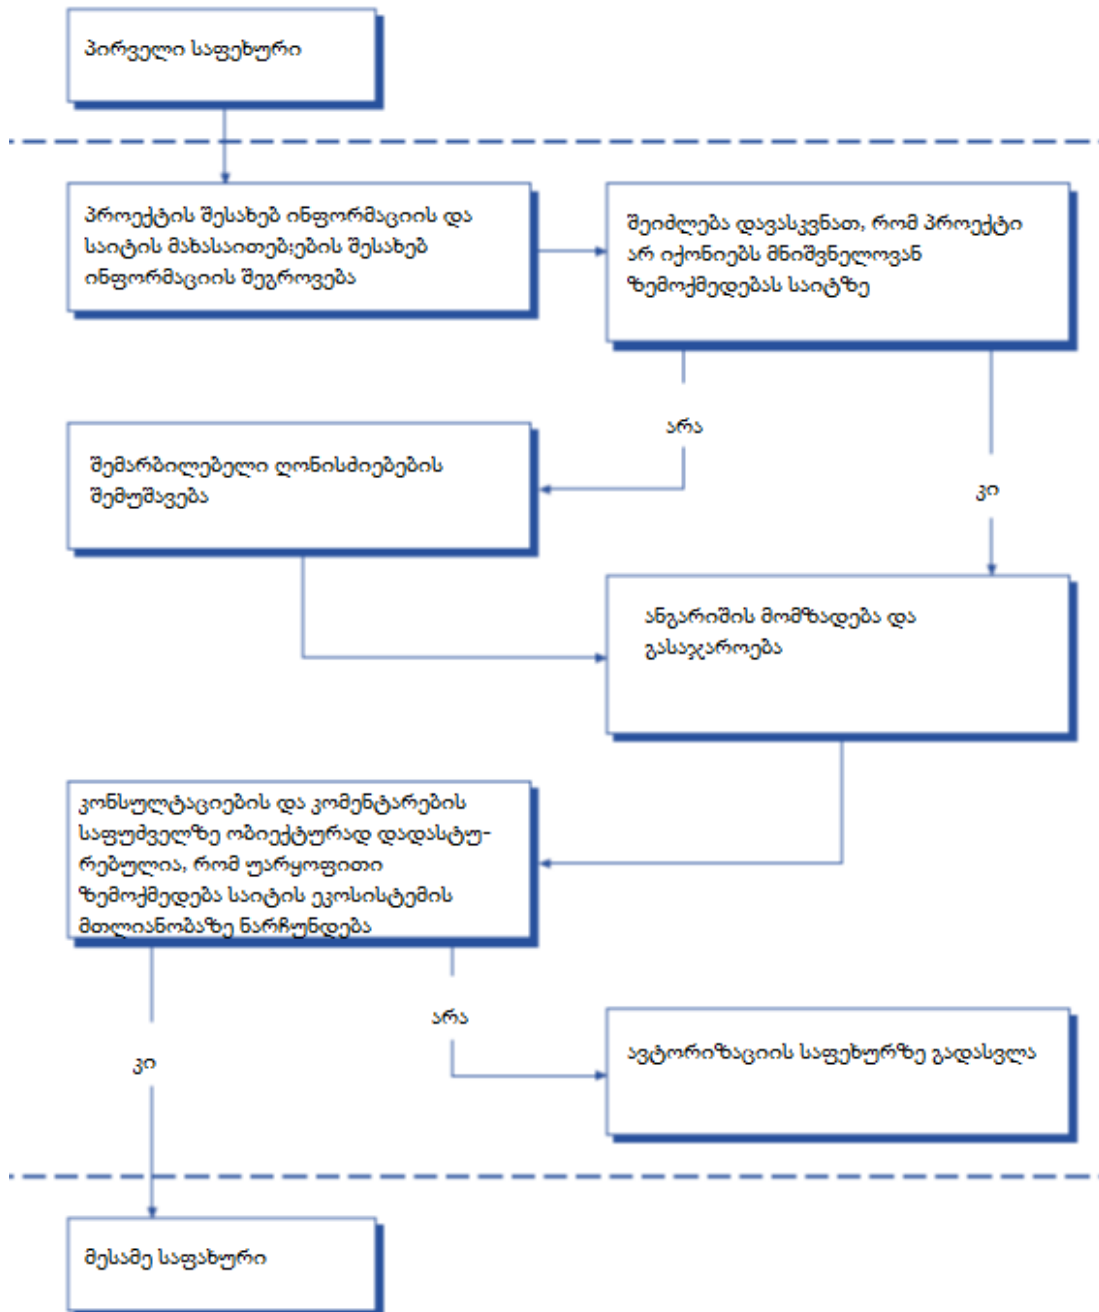 პირველი საფეხური
პროექტის შესახებ ინფორმაციის და
საიტის მახასაითებ;ების შესახებ
ინფორმაციის შეგროვება
შეიძლება დავასკვნათ, რომ პროექტი
არ იქონიებს მნიშვნელოვან
ზემოქმედებას საიტზე
არა
კი
შემარბილებელი ღონისძიებების
შემუშავება
ანგარიშის მომზადება და
გასაჯაროება
კონსულტაციების და კომენტარების
საფუძველზე ობიექტურად დადასტუ-
რებულია, რომ უარყოფითი
ზემოქმედება საიტის ეკოსისტემის
მთლიანობაზე ნარჩუნდება
არა
კი
ავტორიზაციის საფეხურზე გადასვლა
მესამე საფახური